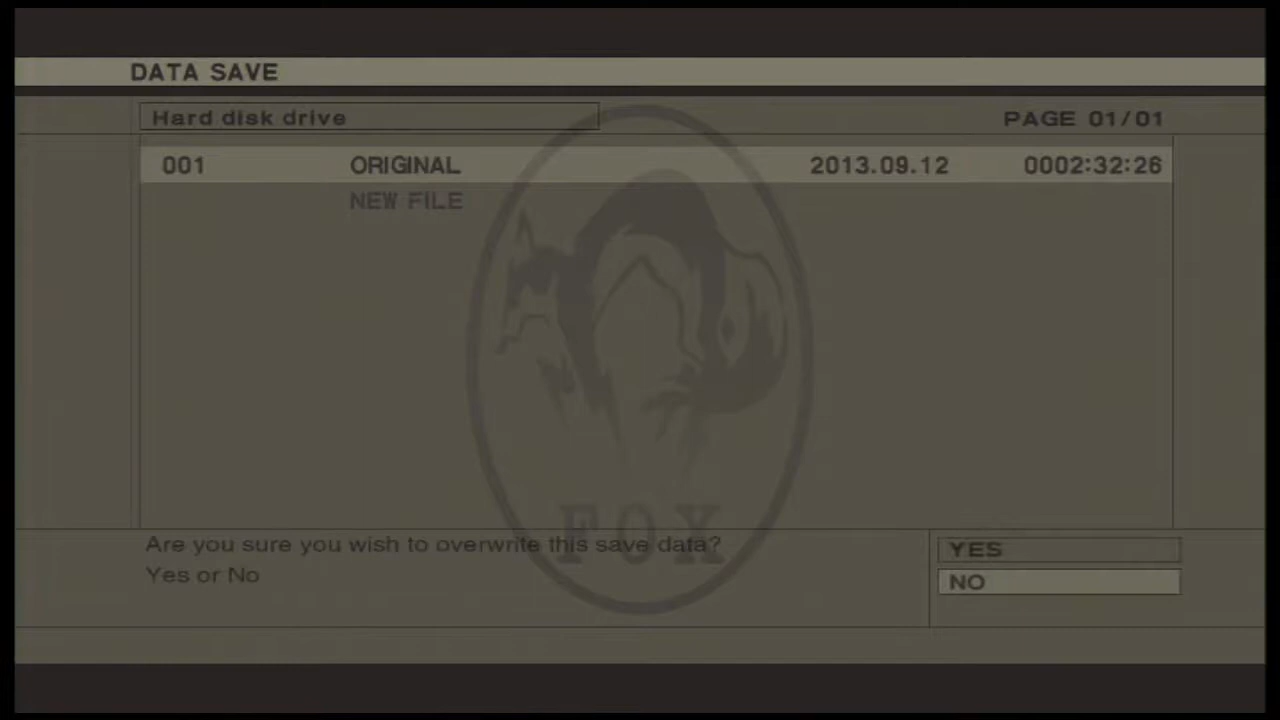 DATA SAVE
Hard disk drive PAGE 01/01
001 ORIGINAL 2013.09.12 0002:32:26
NEW FILE
FOX
Are you sure you wish to overwrite this save data?
Yes or No
YES
NO